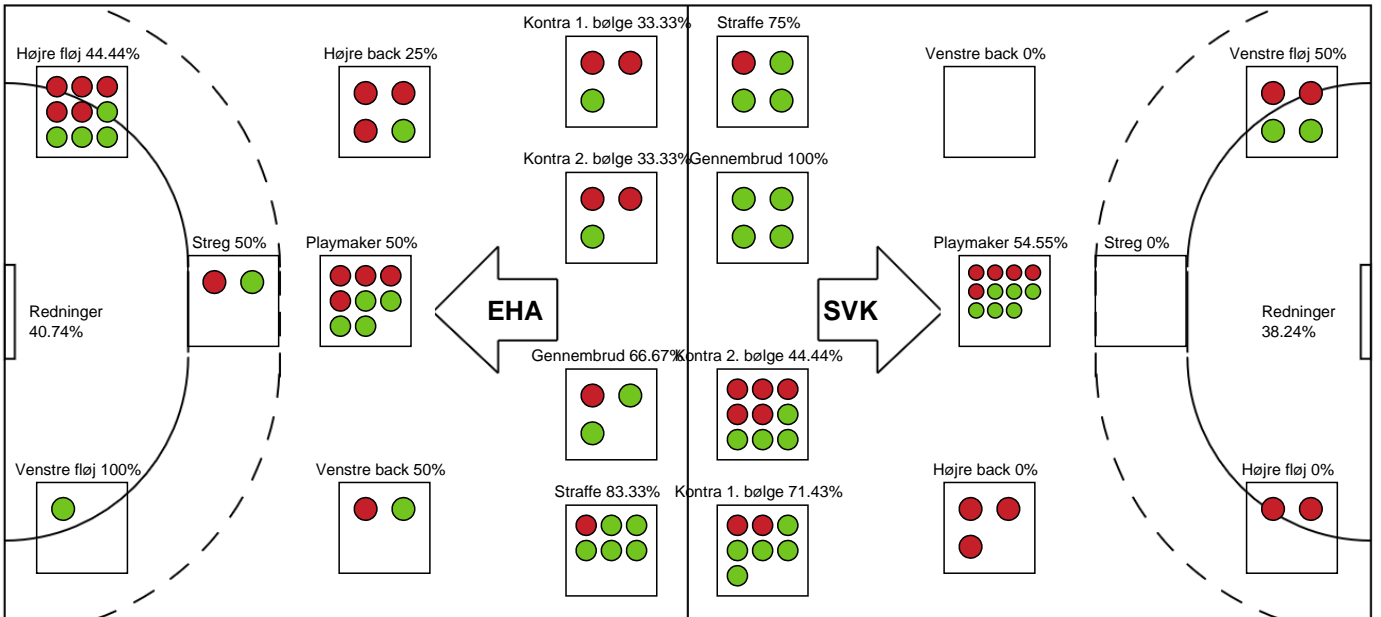 Kontra 1. bølge 33.33%
Straffe 75%
Højre fløj 44.44%
Højre back 25%
Venstre back 0%
Venstre fløj 50%
Kontra 2. bølge 33.33%
Gennembrud 100%
Streg 50%
Playmaker 50%
Playmaker 54.55%
Streg 0%
Redninger
40.74%
EHA
SVK
Redninger
38.24%
Gennembrud 66.67%
Kontra 2. bølge 44.44%
Venstre fløj 100%
Venstre back 50%
Højre back 0%
Højre fløj 0%
Straffe 83.33%
Kontra 1. bølge 71.43%